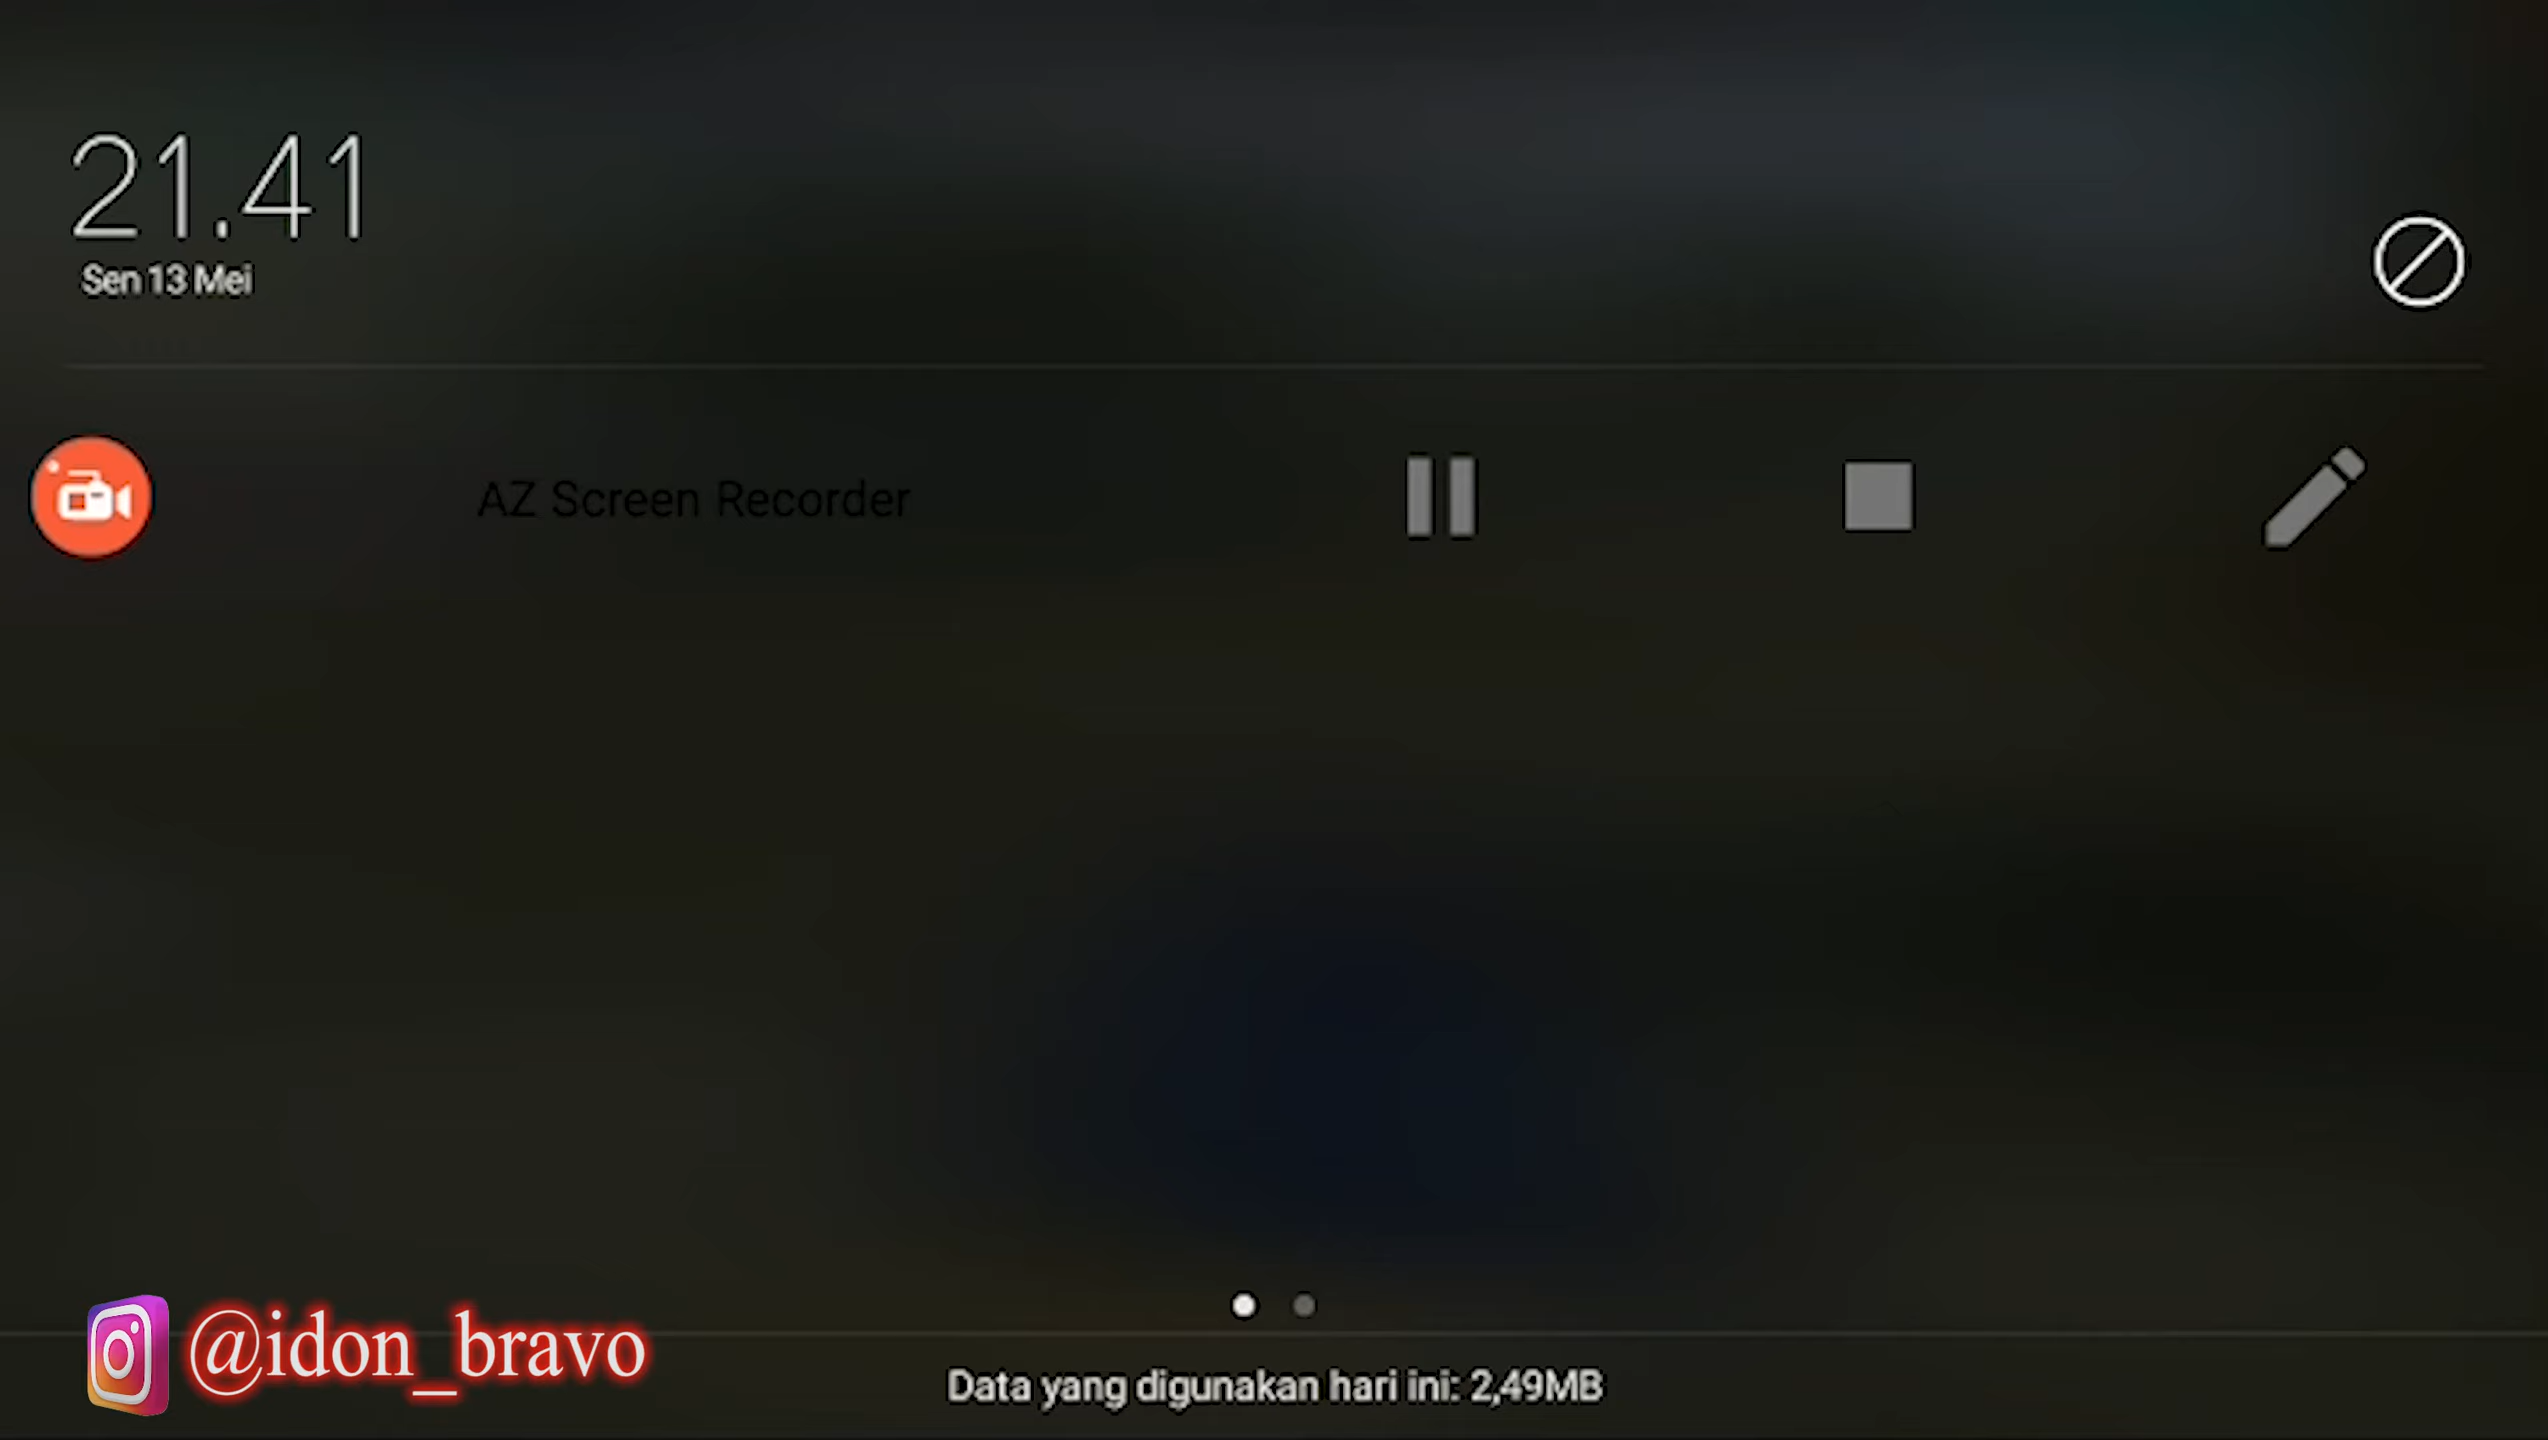 21.41
Sen 13 Mei
AZ Screen Recorder
@idon_bravo
Data yang digunakan hari ini: 2,49MB